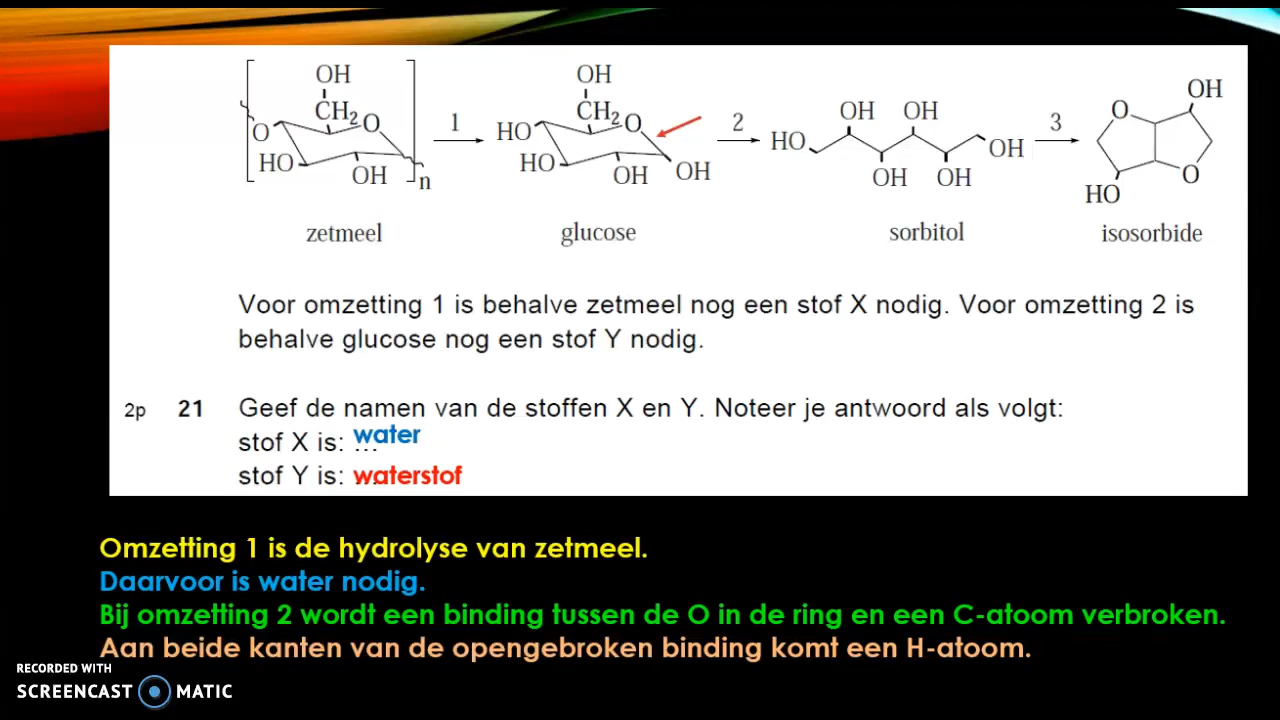 OH OH
CH2 O CH2 O 1 2 3
O HO OH OH O OH
HO HO HO OH
OH n OH OH OH OH O
HO
zetmeel glucose sorbitol isosorbide
Voor omzetting 1 is behalve zetmeel nog een stof X nodig. Voor omzetting 2 is
behalve glucose nog een stof Y nodig.
2p 21 Geef de namen van de stoffen X en Y. Noteer je antwoord als volgt:
stof X is: ... water
stof Y is: waterstof
Omzetting 1 is de hydrolyse van zetmeel.
Daarvoor is water nodig.
Bij omzetting 2 wordt een binding tussen de O in de ring en een C-atoom verbroken.
Aan beide kanten van de opengebroken binding komt een H-atoom.
RECORDED WITH
SCREENCAST MATIC